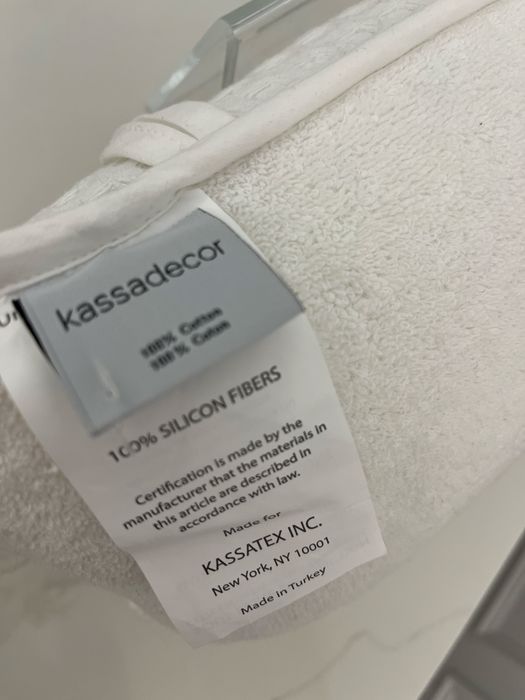 kassadecor
100% Cotton
100% Coton
100% SILICON FIBERS
Certification is made by the
manufacturer that the materials in
this article are described in
accordance with law.
Made for
KASSATEX INC.
New York, NY 10001
Made in Turkey